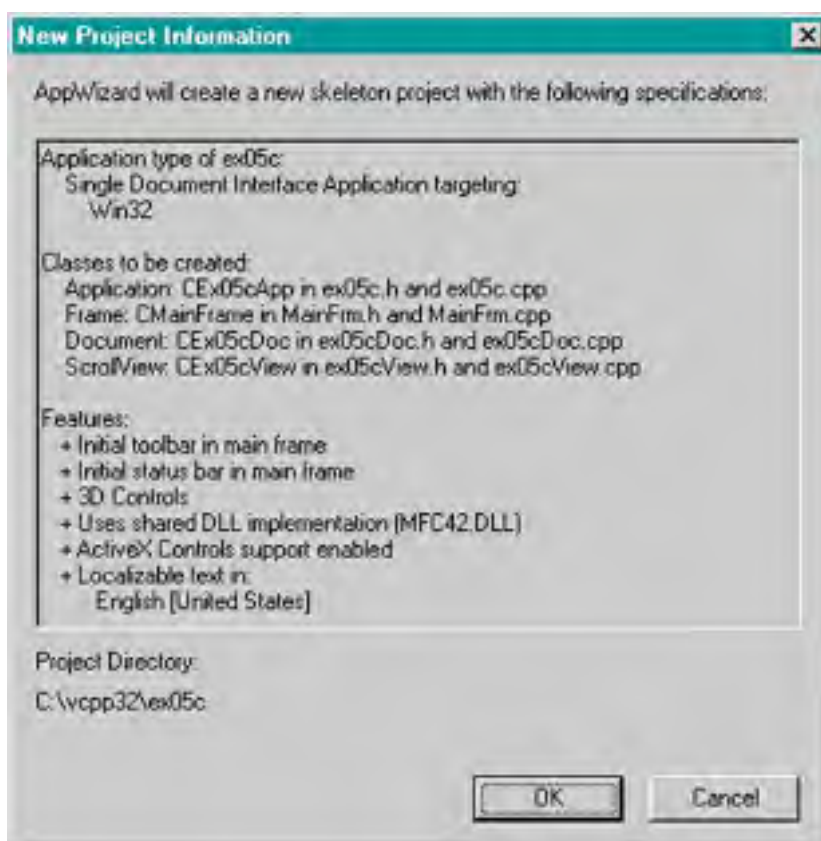 New Project Information
AppWizard will create a new skeleton project with the following specifications:
Application type of ex05c:
Single Document Interface Application targeting:
Win32
Classes to be created:
Application: CEx05cApp in ex05c.h and ex05c.cpp
Frame: CMainFrame in MainFrm.h and MainFrm.cpp
Document: CEx05cDoc in ex05cDoc.h and ex05cDoc.cpp
ScrollView: CEx05cView in ex05cView.h and ex05cView.cpp
Features:
+ Initial toolbar in main frame
+ Initial status bar in main frame
+ 3D Controls
+ Uses shared DLL implementation (MFC42.DLL)
+ ActiveX Controls support enabled
+ Localizable text in:
English [United States]
Project Directory:
C:\vcpp32\ex05c
OK
Cancel